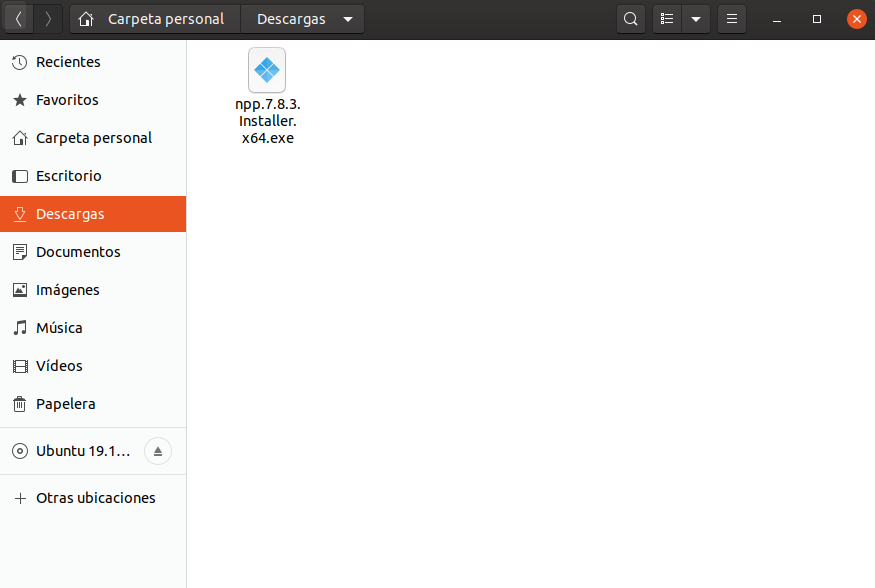 Carpeta personal
Descargas
Recientes
Favoritos
Carpeta personal
Escritorio
Descargas
Documentos
Imágenes
Música
Vídeos
Papelera
Ubuntu 19.1...
Otras ubicaciones
npp.7.8.3.
Installer.
x64.exe